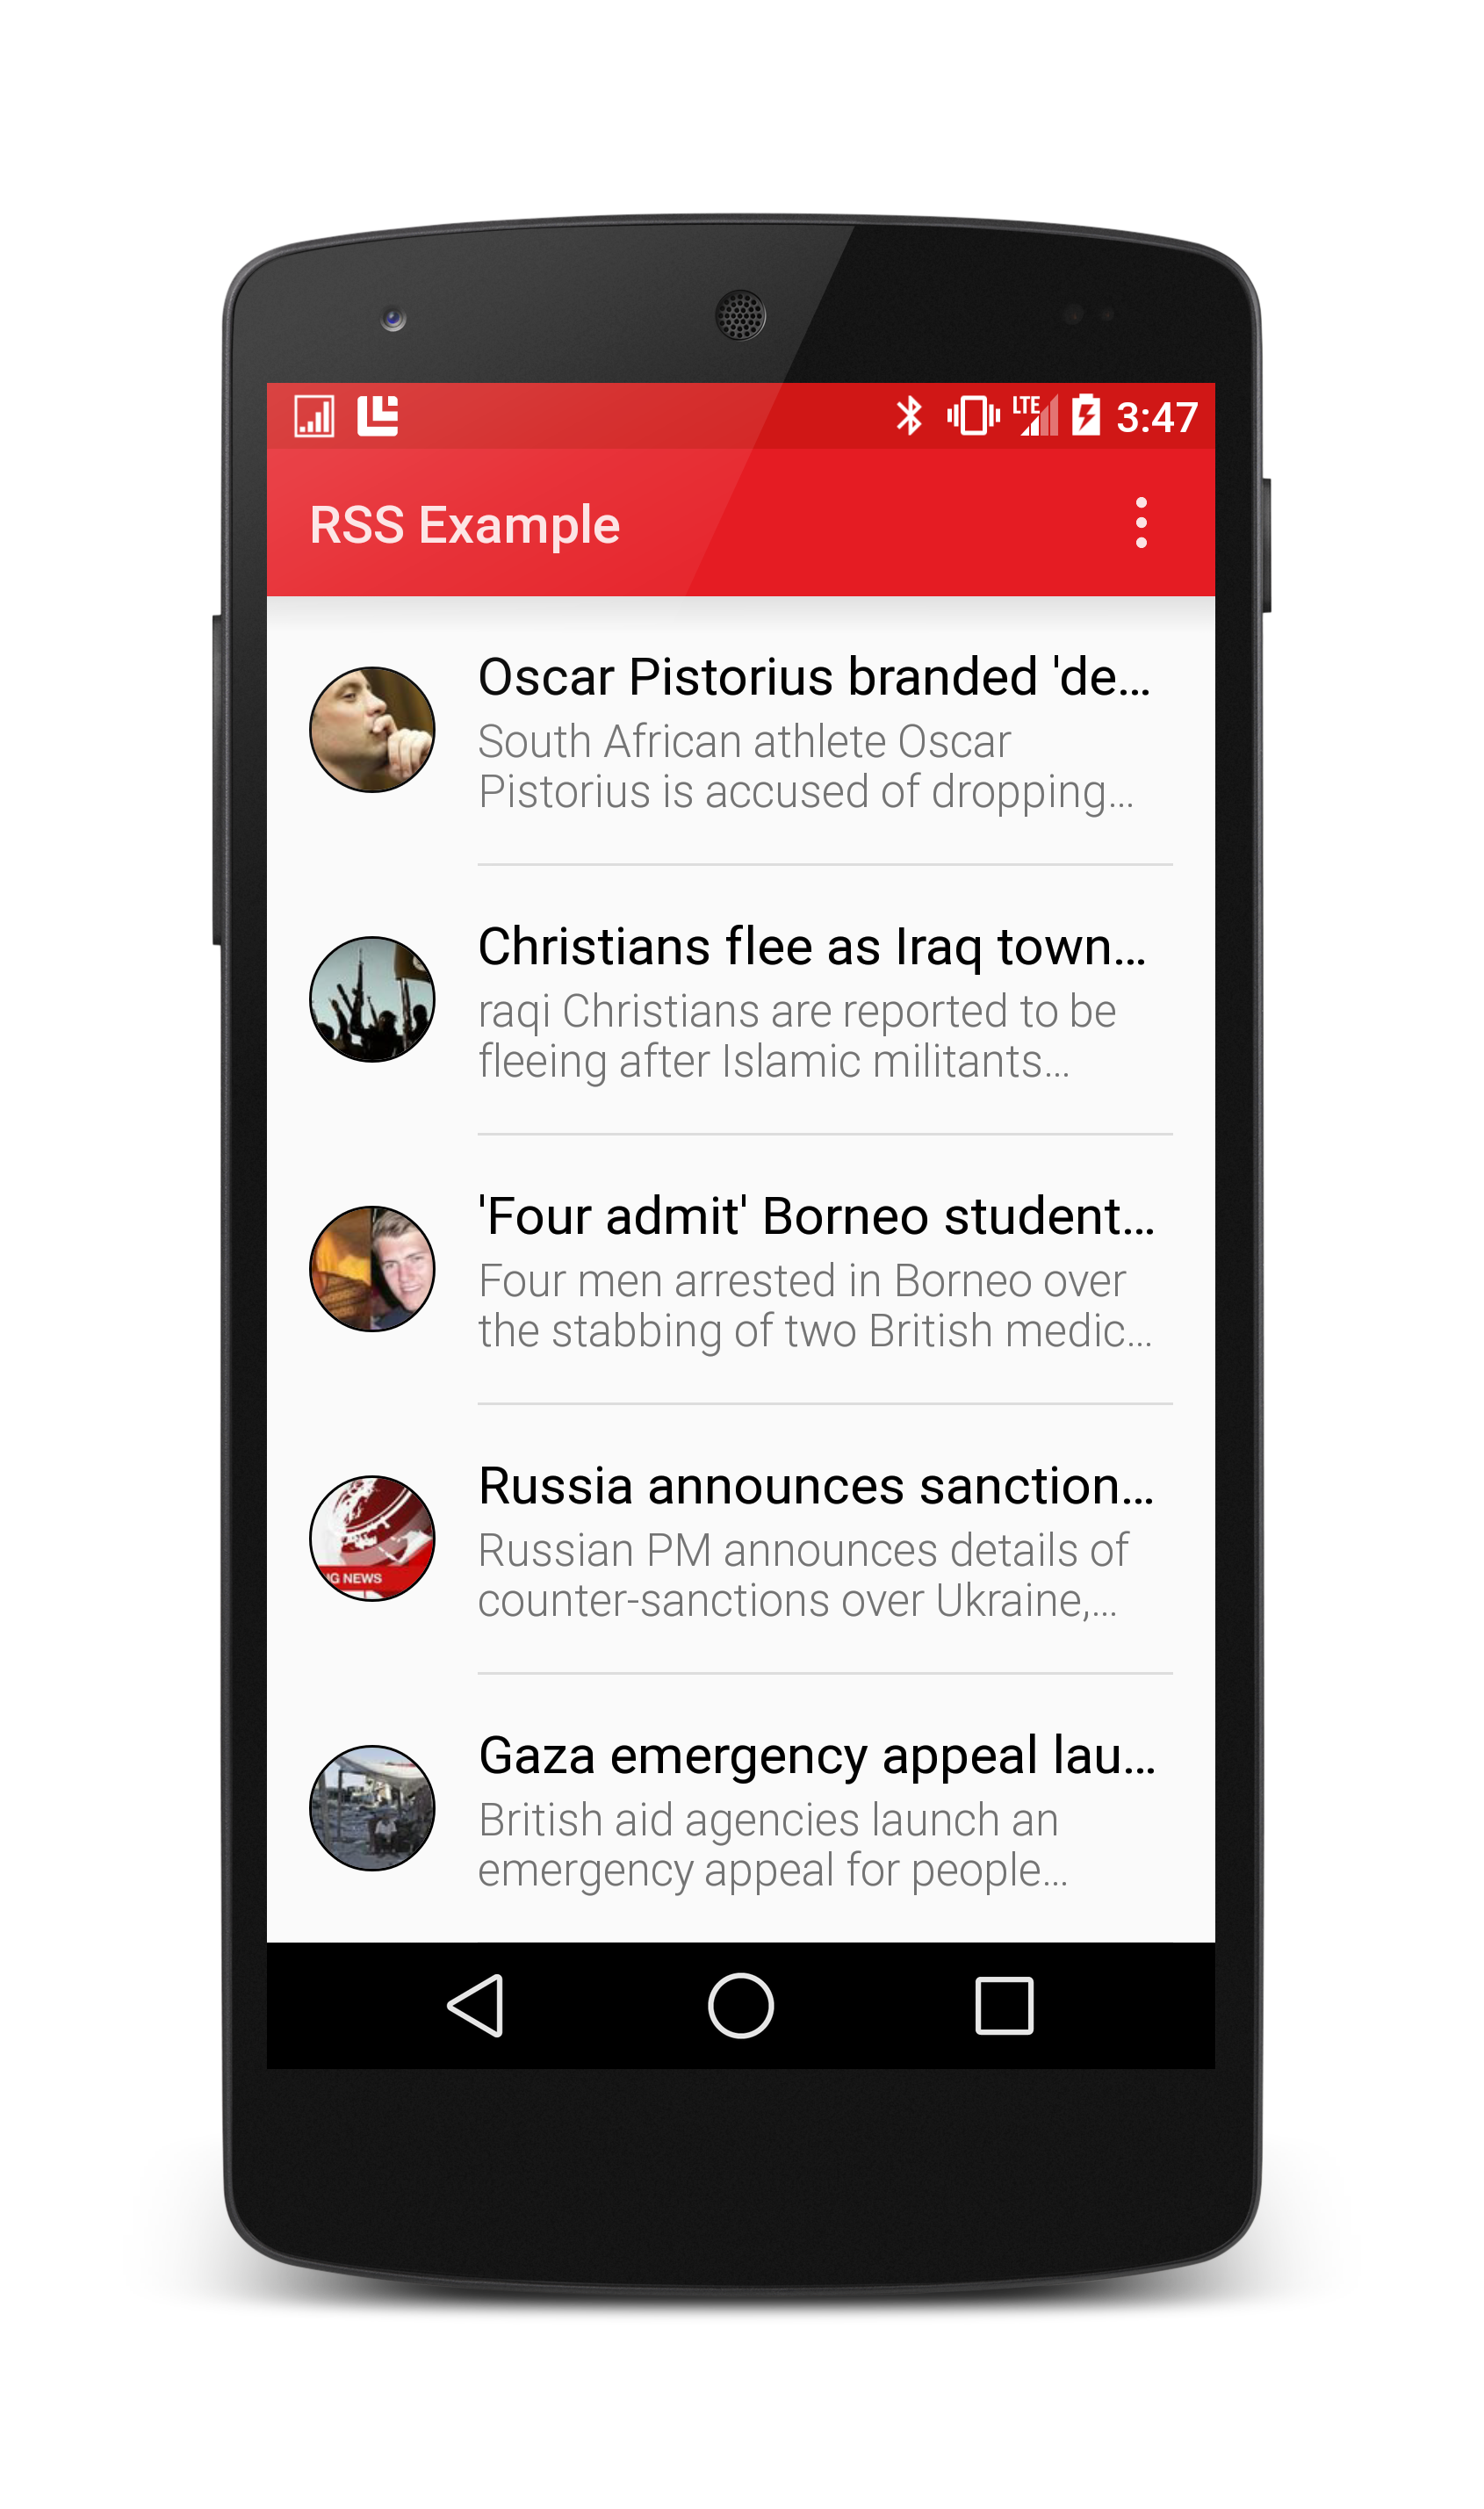 LTE 3:47
RSS Example
Oscar Pistorius branded 'de...
South African athlete Oscar
Pistorius is accused of dropping...
Christians flee as Iraq town...
raqi Christians are reported to be
fleeing after Islamic militants...
'Four admit' Borneo student...
Four men arrested in Borneo over
the stabbing of two British medic...
Russia announces sanction...
NEWS
Russian PM announces details of
counter-sanctions over Ukraine,...
Gaza emergency appeal lau...
British aid agencies launch an
emergency appeal for people...